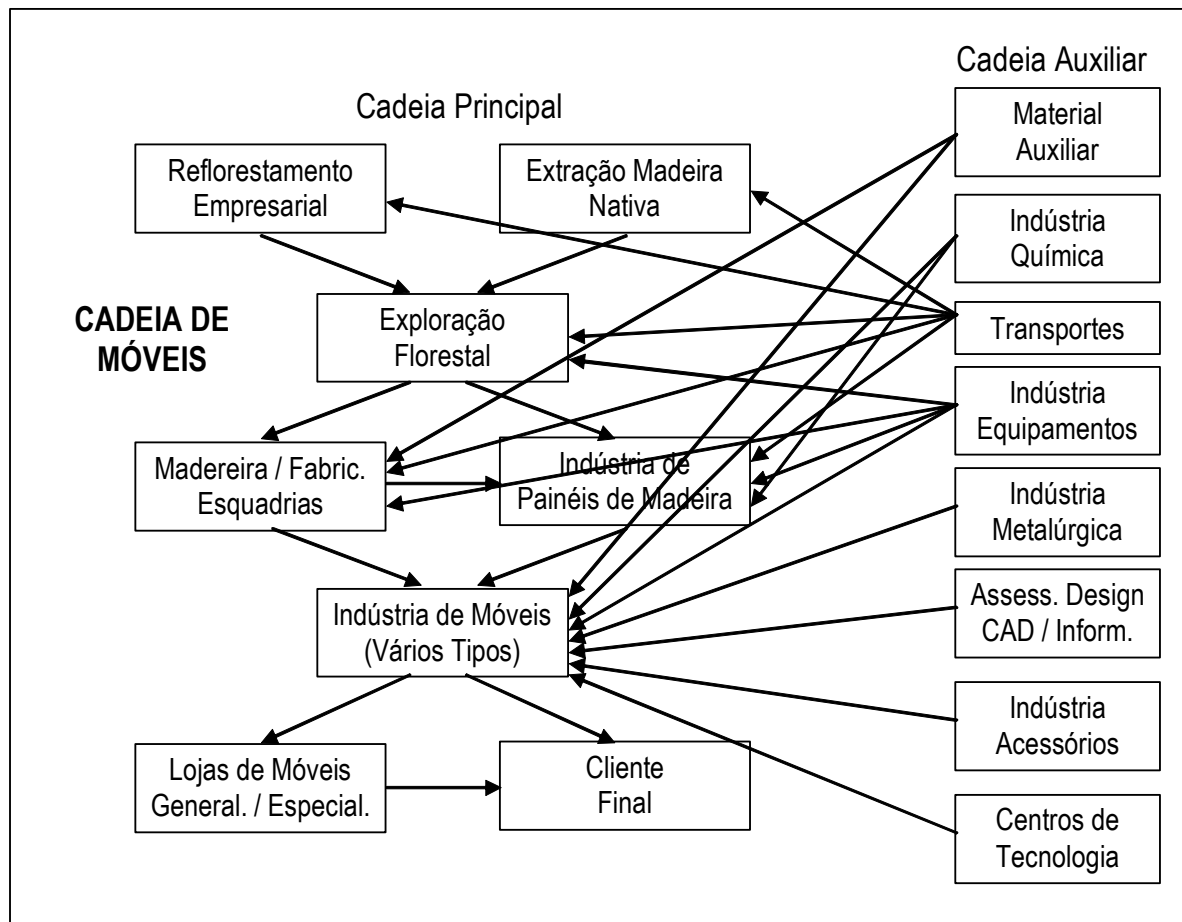 Cadeia Auxiliar
Cadeia Principal
Material
Auxiliar
Reflorestamento
Empresarial
Extração Madeira
Nativa
Indústria
Química
CADEIA DE
MÓVEIS
Exploração
Florestal
Transportes
Indústria
Equipamentos
Madereira / Fabric.
Esquadrias
Indústria de
Painéis de Madeira
Indústria
Metalúrgica
Indústria de Móveis
(Vários Tipos)
Assess. Design
CAD / Inform.
Indústria
Acessórios
Lojas de Móveis
General. / Especial.
Cliente
Final
Centros de
Tecnologia